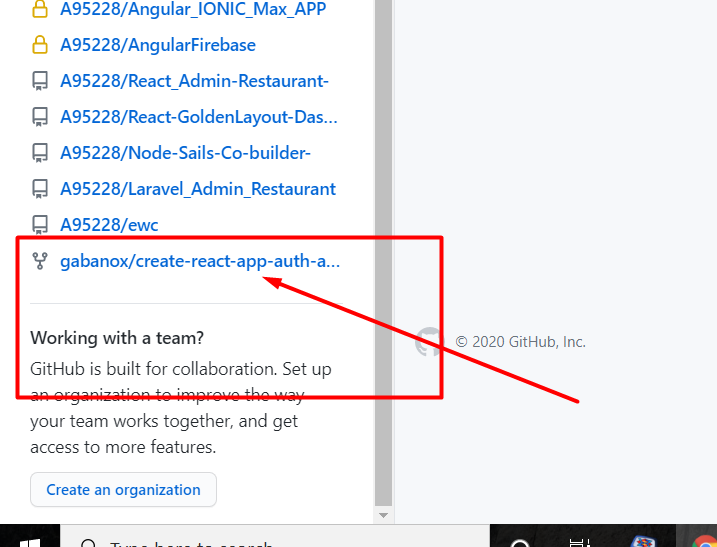 A95228/Angular_IONIC_Max_APP
A95228/AngularFirebase
A95228/React_Admin-Restaurant-
A95228/React-GoldenLayout-Das...
A95228/Node-Sails-Co-builder-
A95228/Laravel_Admin_Restaurant
A95228/ewc
gabanox/create-react-app-auth-a...
Working with a team?
© 2020 GitHub, Inc.
GitHub is built for collaboration. Set up
an organization to improve the way
your team works together, and get
access to more features.
Create an organization
Type here to search